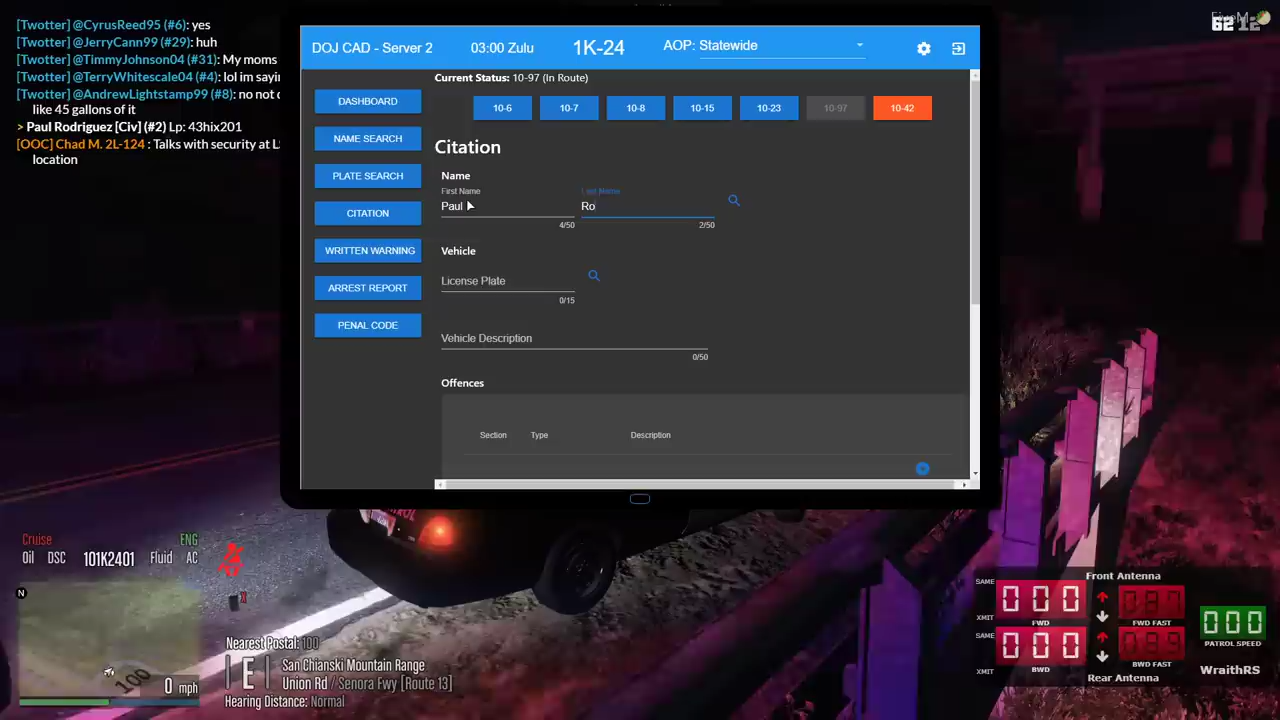 [Twotter] @CyrusReed95 (#6): yes
[Twotter] @JerryCann99 (#29): huh
[Twotter] @TimmyJohnson04 (#31): My moms
[Twotter] @TerryWhitescale04 (#4): lol im sayin
[Twotter] @AndrewLightstamp99 (#8): no not
like 45 gallons of it
> Paul Rodriguez [Civ] (#2) Lp: 43hix201
[OOC] Chad M. 2L-124 : Talks with security at
location
FiveM
DOJ CAD - Server 2
03:00 Zulu
1K-24
AOP: Statewide
Current Status: 10-97 (In Route)
DASHBOARD
NAME SEARCH
PLATE SEARCH
CITATION
WRITTEN WARNING
ARREST REPORT
PENAL CODE
10-6
10-7
10-8
10-15
10-23
10-97
10-42
Citation
Name
First Name
Last Name
Paul
Ro
4/50
2/50
Vehicle
License Plate
0/15
Vehicle Description
0/50
Offences
Section
Type
Description
Cruise
ENG
Oil
DSC
101K2401
Fluid
AC
N
X
100
0 mph
Nearest Postal: 100
E
San Chianski Mountain Range
Union Rd / Senora Fwy [Route 13]
Hearing Distance: Normal
Front Antenna
SAME
XMIT
000
FWD
FWD FAST
SAME
XMIT
000
BWD
BWD FAST
Rear Antenna
000
PATROL SPEED
WraithRS